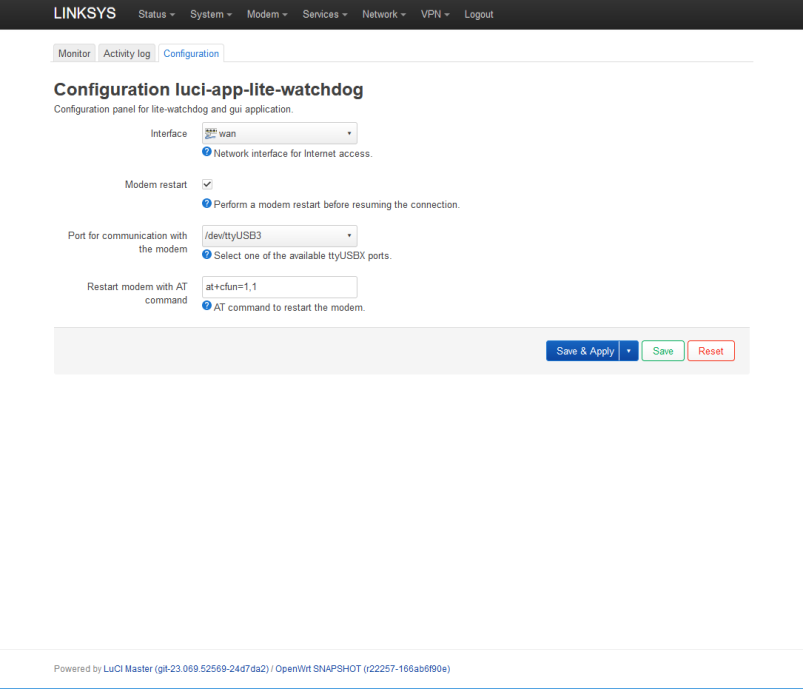 LINKSYS Status System Modem Services Network VPN Logout
Monitor Activity log Configuration
Configuration luci-app-lite-watchdog
Configuration panel for lite-watchdog and gui application.
Interface wan
Network interface for Internet access.
Modem restart
Perform a modem restart before resuming the connection.
Port for communication with
the modem
/dev/ttyUSB3
Select one of the available ttyUSBX ports.
Restart modem with AT
command
at+cfun=1,1
AT command to restart the modem.
Save & Apply Save Reset
Powered by LuCI Master (git-23.069.52569-24d7da2) / OpenWrt SNAPSHOT (r22257-166ab6f90e)